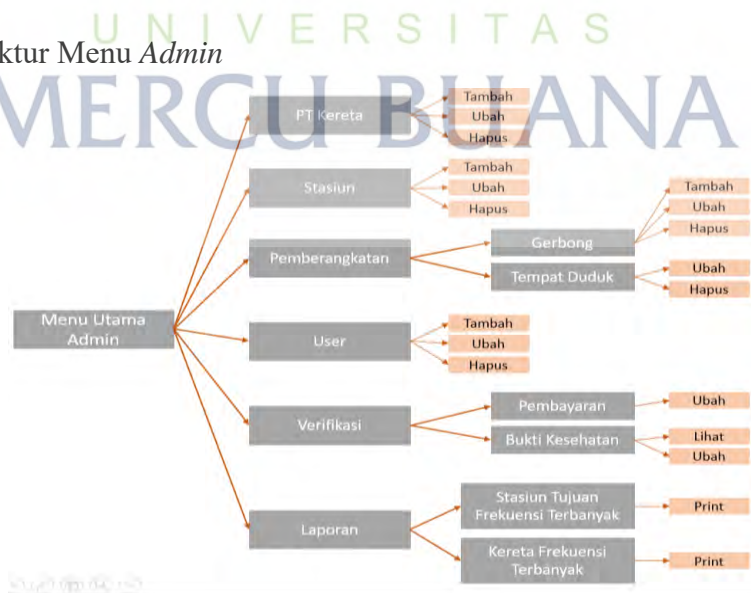 UNIVERSITAS
ktur Menu Admin
MERCU BUANA
PT Kereta
Tambah
Ubah
Hapus
Stasiun
Tambah
Ubah
Hapus
Pemberangkatan
Gerbong
Tambah
Ubah
Hapus
Tempat Duduk
Ubah
Hapus
Menu Utama
Admin
User
Tambah
Ubah
Hapus
Verifikasi
Pembayaran
Ubah
Bukti Kesehatan
Lihat
Ubah
Laporan
Stasiun Tujuan
Frekuensi Terbanyak
Print
Kereta Frekuensi
Terbanyak
Print